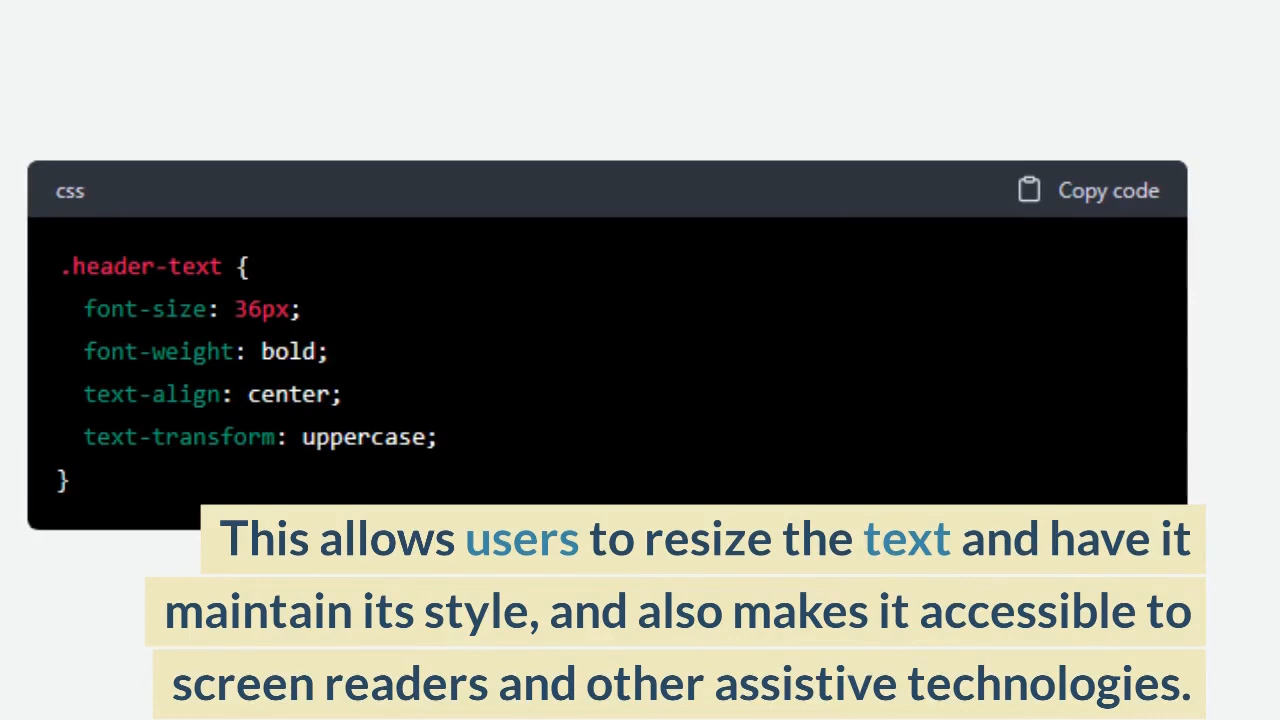 css
Copy code
.header-text {
font-size: 36px;
font-weight: bold;
text-align: center;
text-transform: uppercase;
}
This allows users to resize the text and have it
maintain its style, and also makes it accessible to
screen readers and other assistive technologies.